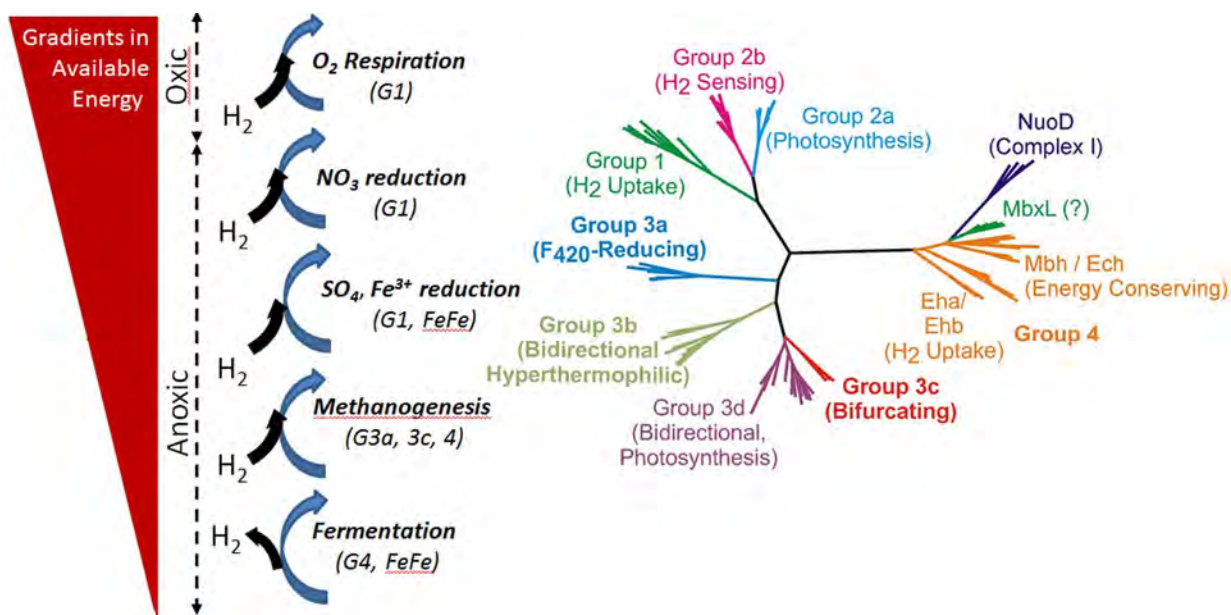 Gradients in
Available
Energy
Oxic
Anoxic
H₂
O₂ Respiration
(G1)
H₂
NO₃ reduction
(G1)
H₂
SO₄, Fe³⁺ reduction
(G1, FeFe)
H₂
Methanogenesis
(G3a, 3c, 4)
H₂
Fermentation
(G4, FeFe)
Group 2b
(H₂ Sensing)
Group 2a
(Photosynthesis)
Group 1
(H₂ Uptake)
NuoD
(Complex I)
MbxL (?)
Group 3a
(F₄₂₀-Reducing)
Mbh / Ech
(Energy Conserving)
Eha/
Ehb
(H₂ Uptake)
Group 4
Group 3b
(Bidirectional
Hyperthermophilic)
Group 3c
(Bifurcating)
Group 3d
(Bidirectional,
Photosynthesis)